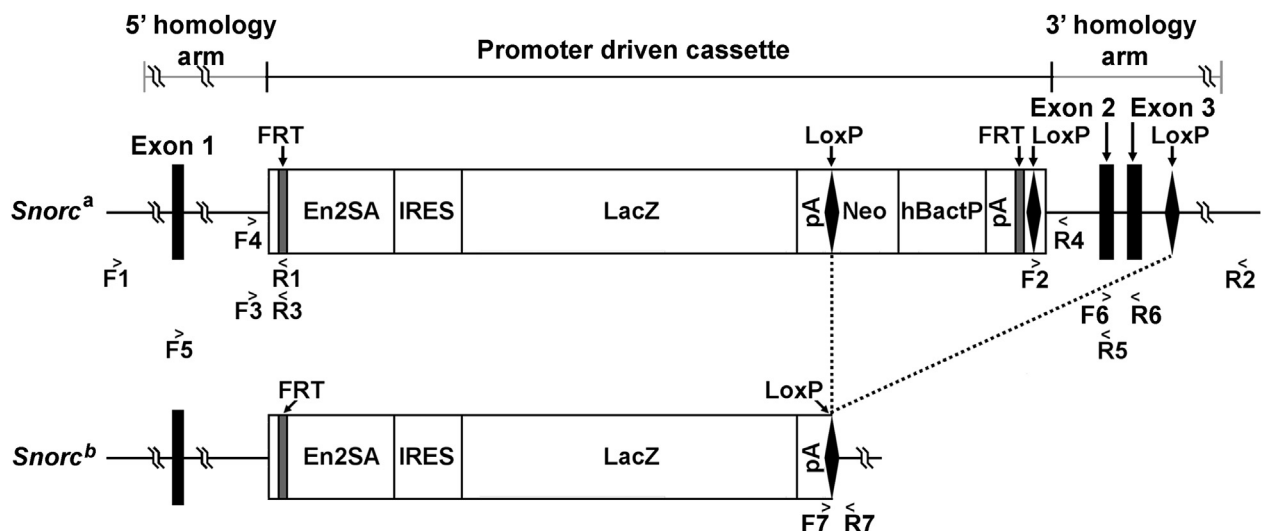 5' homology arm
Promoter driven cassette
3' homology arm
Exon 1
FRT
LoxP
FRT
LoxP
Exon 2
Exon 3
LoxP
Snorc^a
En2SA
IRES
LacZ
pA
Neo
hBactP
pA
F4
R4
F1
R1
F2
R2
F3
R3
F6
R6
F5
R5
FRT
LoxP
Snorc^b
En2SA
IRES
LacZ
pA
F7
R7